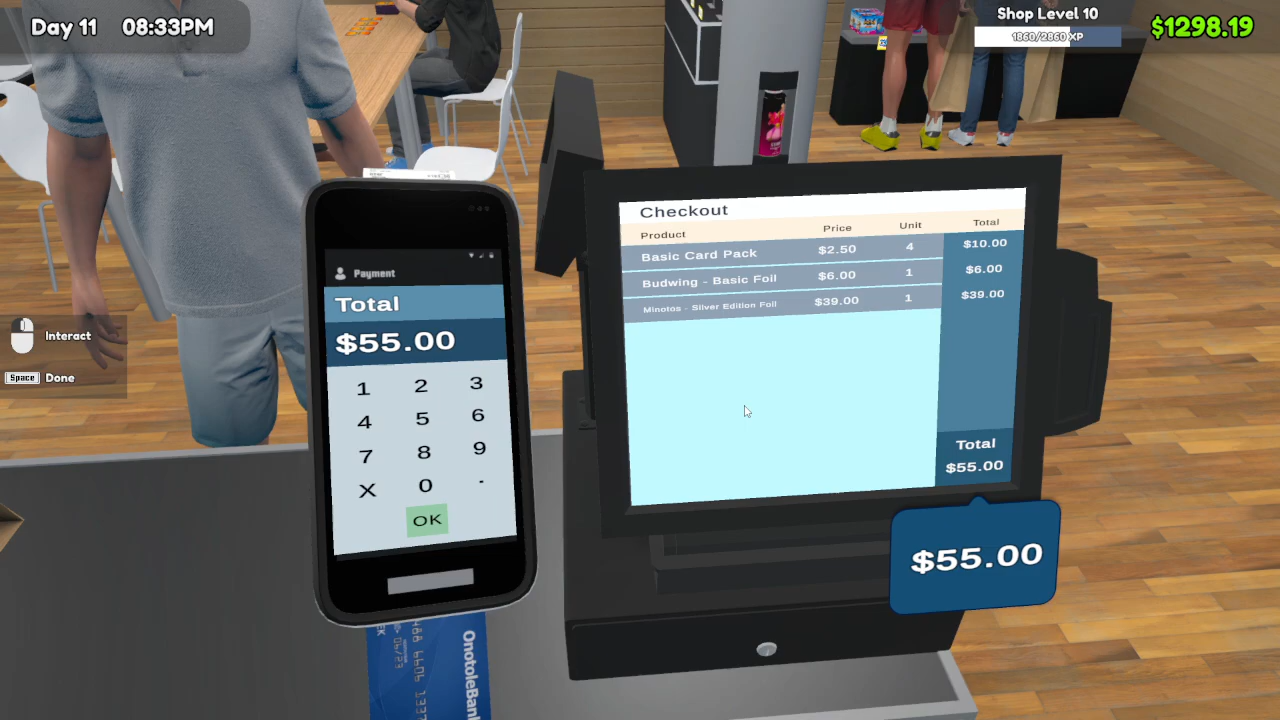 Day 11 08:33PM
Shop Level 10
1860/2860 XP
$1298.19
Interact
Space Done
Payment
Total
$55.00
1 2 3
4 5 6
7 8 9
X 0 .
OK
Checkout
Product Price Unit Total
Basic Card Pack $2.50 4 $10.00
Budwing - Basic Foil $6.00 1 $6.00
Minotos - Silver Edition Foil $39.00 1 $39.00
Total
$55.00
$55.00
OnotoleBank